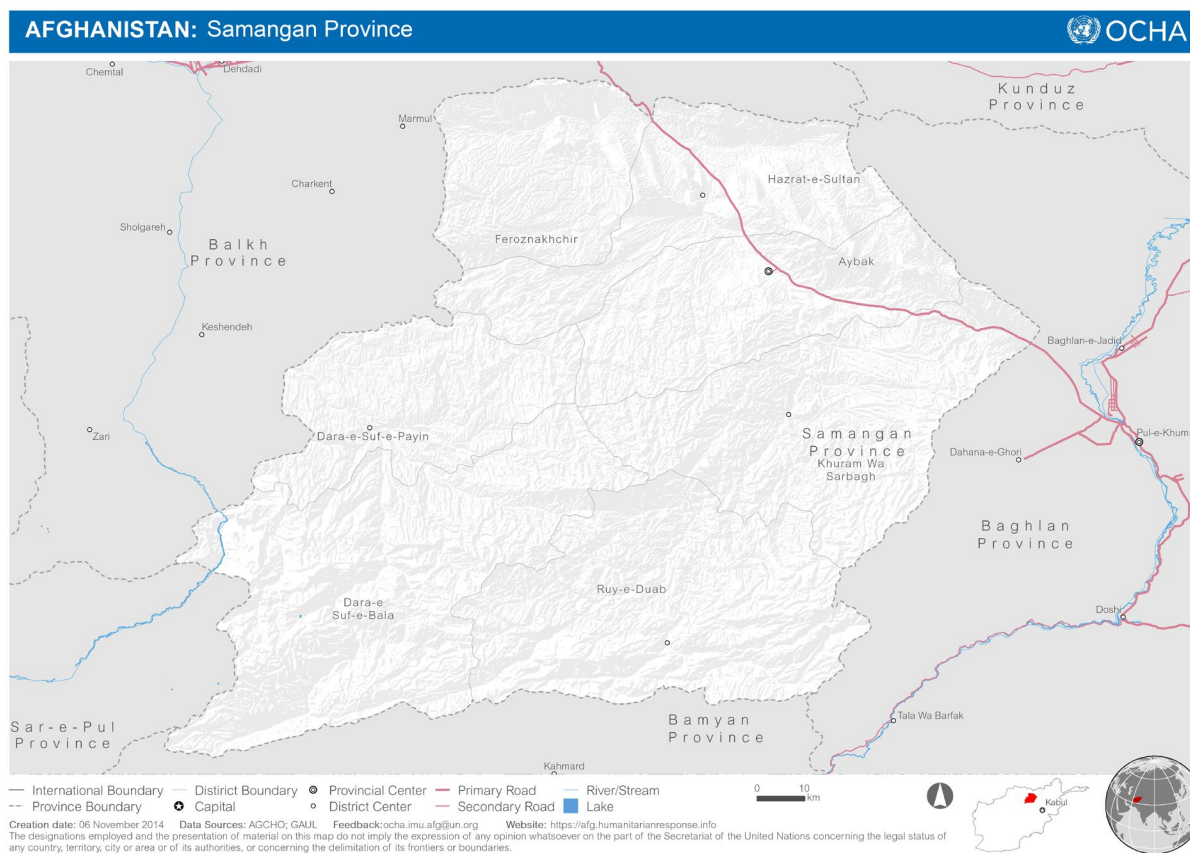 AFGHANISTAN: Samangan Province
OCHA
Chemtal
Dehdadi
Kunduz
Province
Marmul
Hazrat-e-Sultan
Charkent
Sholgareh
Balkh
Province
Feroznakhchir
Aybak
Keshendeh
Baghlan-e-Jadid
Zari
Dara-e-Suf-e-Payin
Samangan
Province
Khuram Wa
Sarbagh
Pul-e-Khum
Dahana-e-Ghori
Baghlan
Province
Dara-e
Suf-e-Bala
Ruy-e-Duab
Doshi
Sar-e-Pul
Province
Bamyan
Province
Tala Wa Barfak
Kahmard
International Boundary District Boundary Provincial Center Primary Road River/Stream 0 10
Province Boundary Capital District Center Secondary Road Lake km
Kabul
Creation date: 06 November 2014 Data Sources: AGCHO; GAUL Feedback:ocha.imu.afg@un.org Website: https://afg.humanitarianresponse.info
The designations employed and the presentation of material on this map do not imply the expression of any opinion whatsoever on the part of the Secretariat of the United Nations concerning the legal status of
any country, territory, city or area or of its authorities, or concerning the delimitation of its frontiers or boundaries.